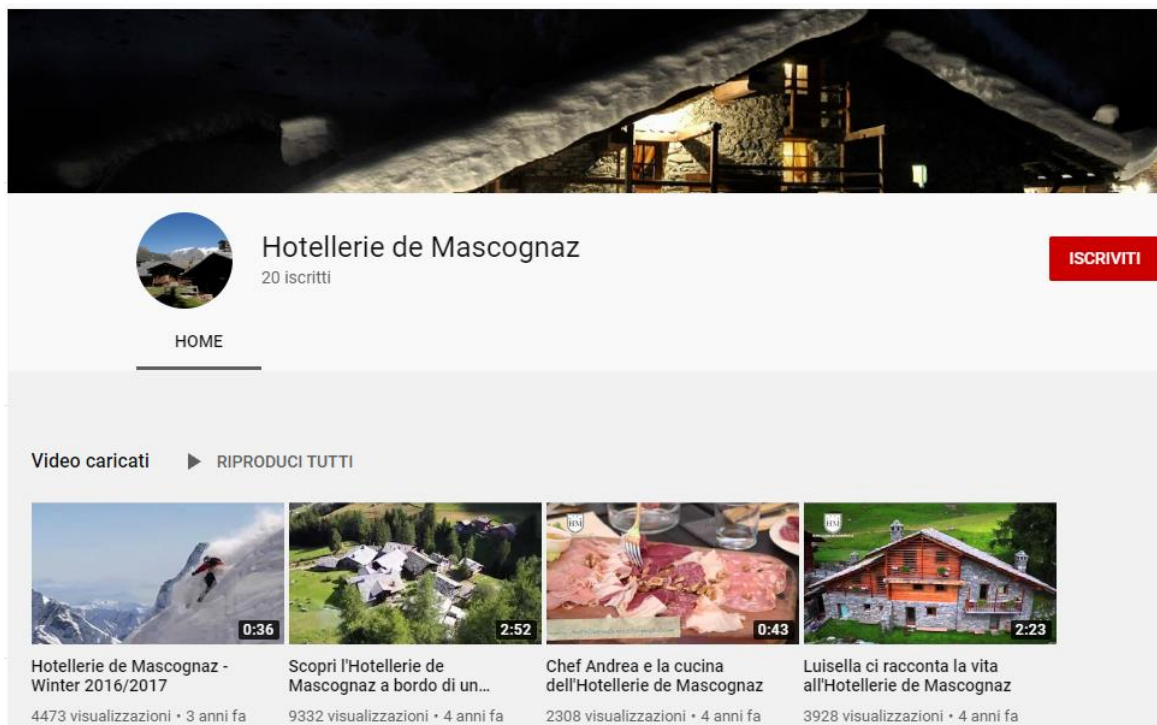 Hotellerie de Mascognaz
20 iscritti
ISCRIVITI
HOME
Video caricati
RIPRODUCI TUTTI
0:36
2:52
HM
0:43
HM
2:23
Hotellerie de Mascognaz -
Winter 2016/2017
4473 visualizzazioni • 3 anni fa
Scopri l'Hotellerie de
Mascognaz a bordo di un...
9332 visualizzazioni • 4 anni fa
Chef Andrea e la cucina
dell'Hotellerie de Mascognaz
2308 visualizzazioni • 4 anni fa
Luisella ci racconta la vita
all'Hotellerie de Mascognaz
3928 visualizzazioni • 4 anni fa